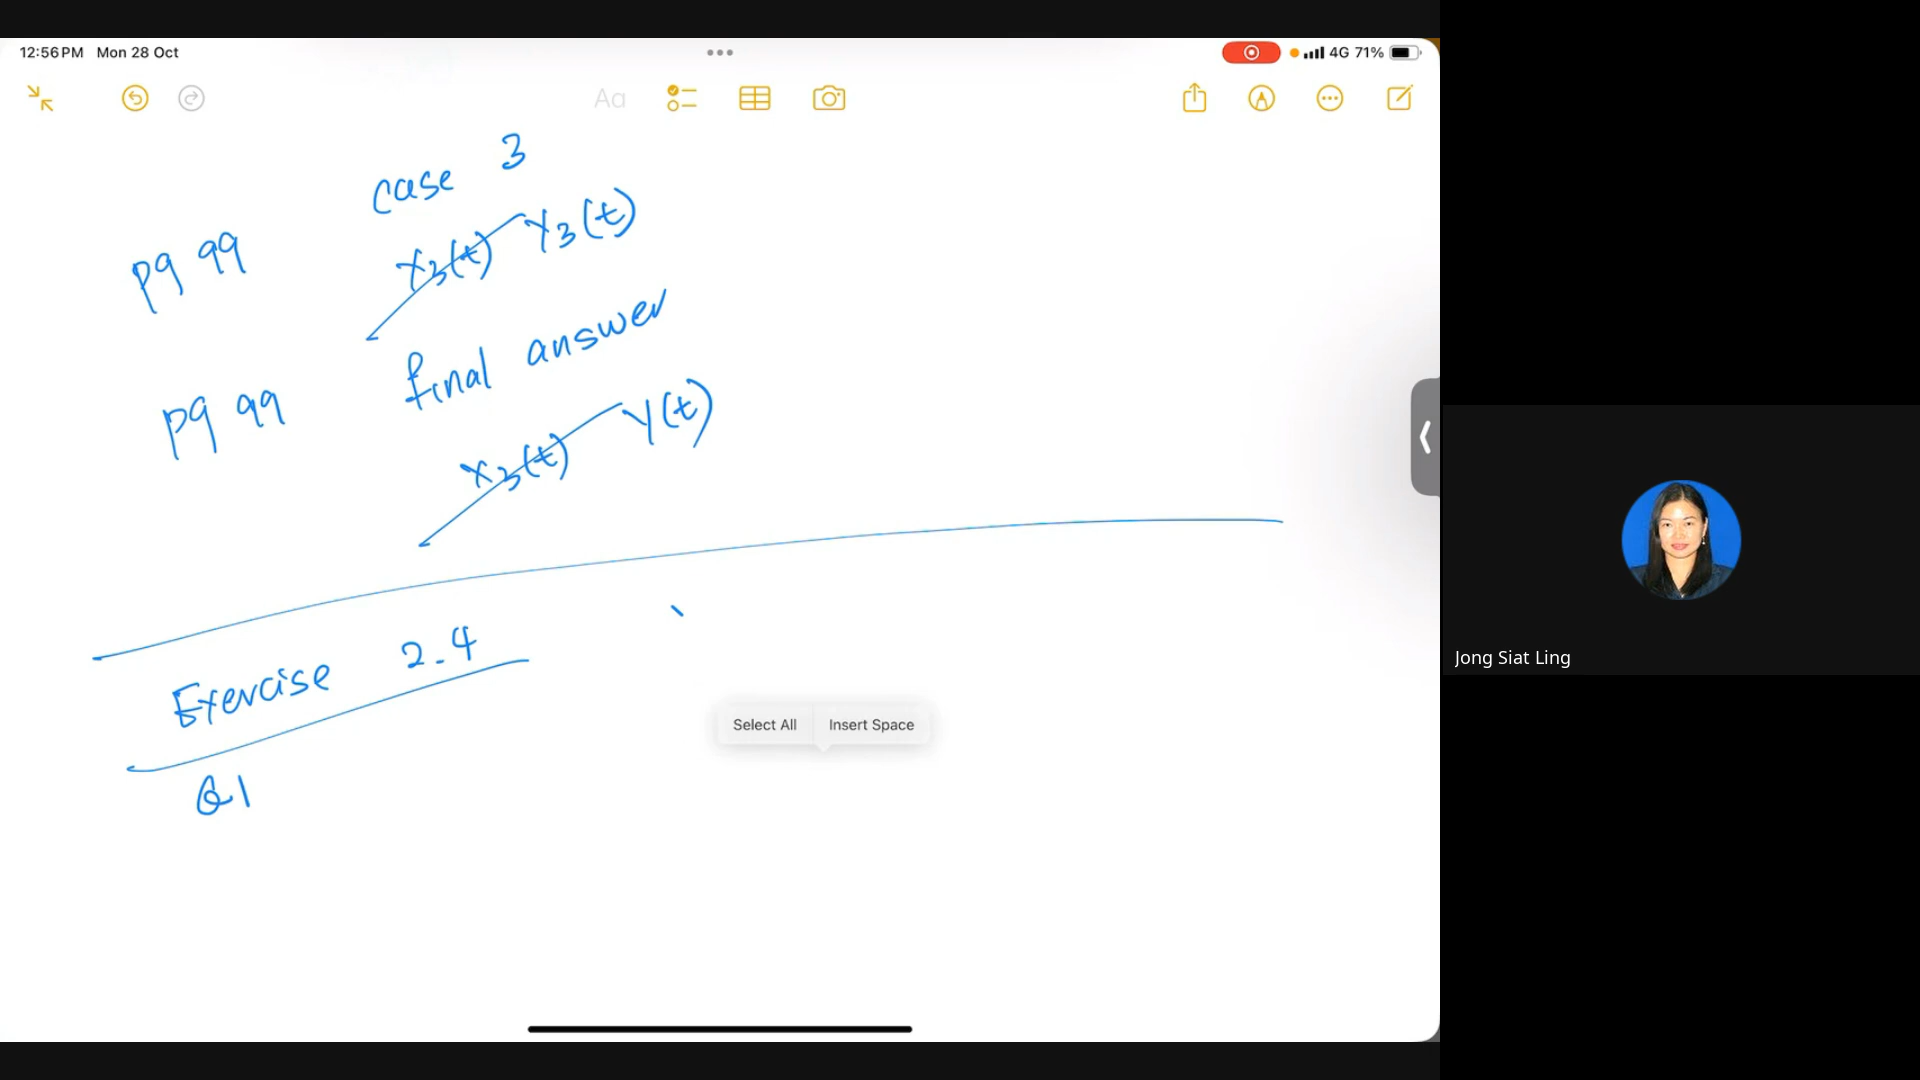 12:56 PM Mon 28 Oct
4G 71%
Aa
case 3
pg 99 x3(t) Y3(t)
final answer
pg 99
x3(t) Y(t)
Exercise 2.4
Select All Insert Space
Q1
Jong Siat Ling